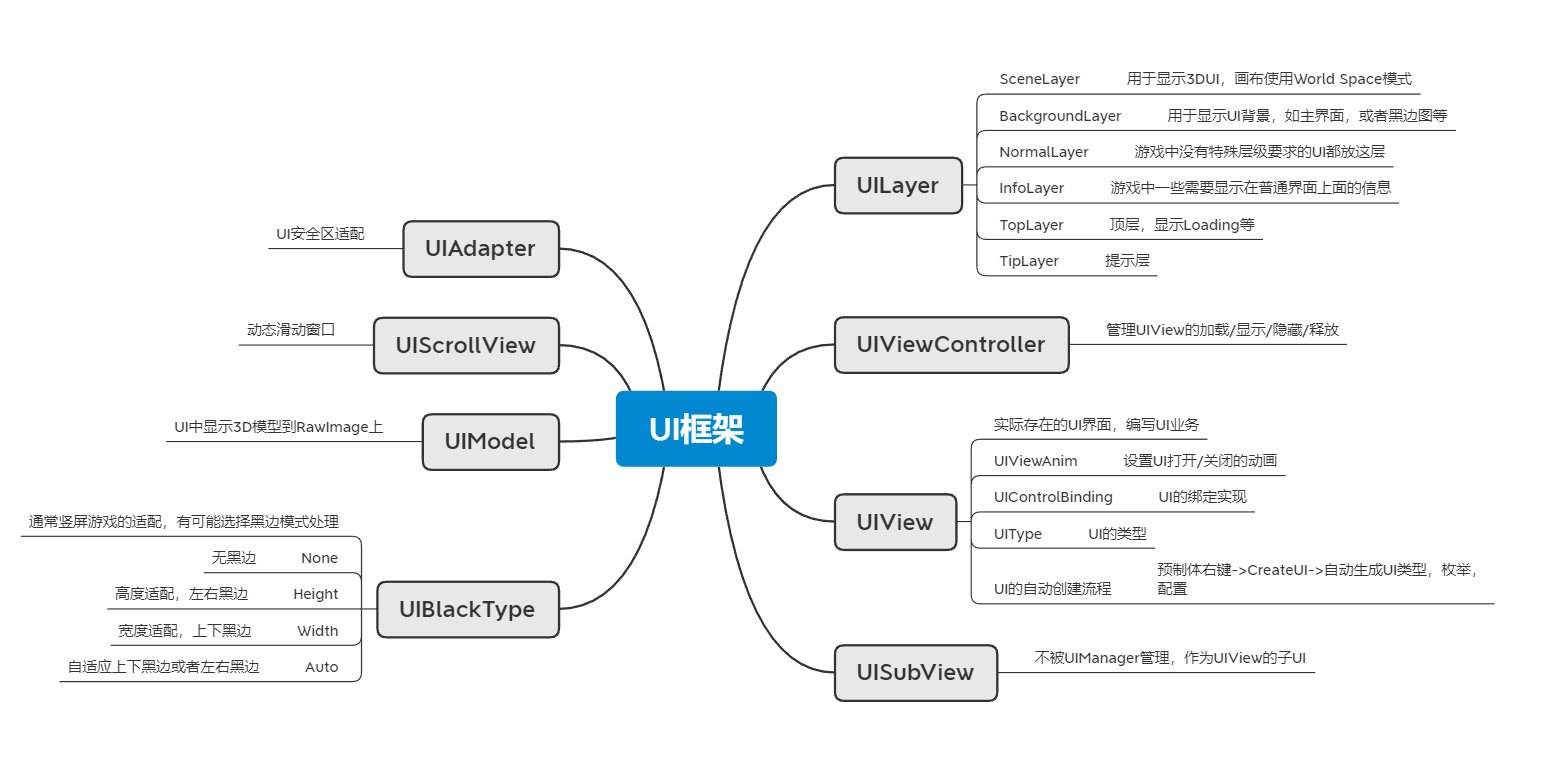 UI框架
UILayer
SceneLayer 用于显示3DUI，画布使用World Space模式
BackgroundLayer 用于显示UI背景，如主界面，或者黑边图等
NormalLayer 游戏中没有特殊层级要求的UI都放这层
InfoLayer 游戏中一些需要显示在普通界面上面的信息
TopLayer 顶层，显示Loading等
TipLayer 提示层
UIViewController
管理UIView的加载/显示/隐藏/释放
UIView
实际存在的UI界面，编写UI业务
UIViewAnim 设置UI打开/关闭的动画
UIControlBinding UI的绑定实现
UIType UI的类型
UI的自动创建流程
预制体右键->CreateUI->自动生成UI类型，枚举，
配置
UISubView
不被UIManager管理，作为UIView的子UI
UIAdapter
UI安全区适配
UIScrollView
动态滑动窗口
UIModel
UI中显示3D模型到RawImage上
UIBlackType
通常竖屏游戏的适配，有可能选择黑边模式处理
无黑边 None
高度适配，左右黑边 Height
宽度适配，上下黑边 Width
自适应上下黑边或者左右黑边 Auto